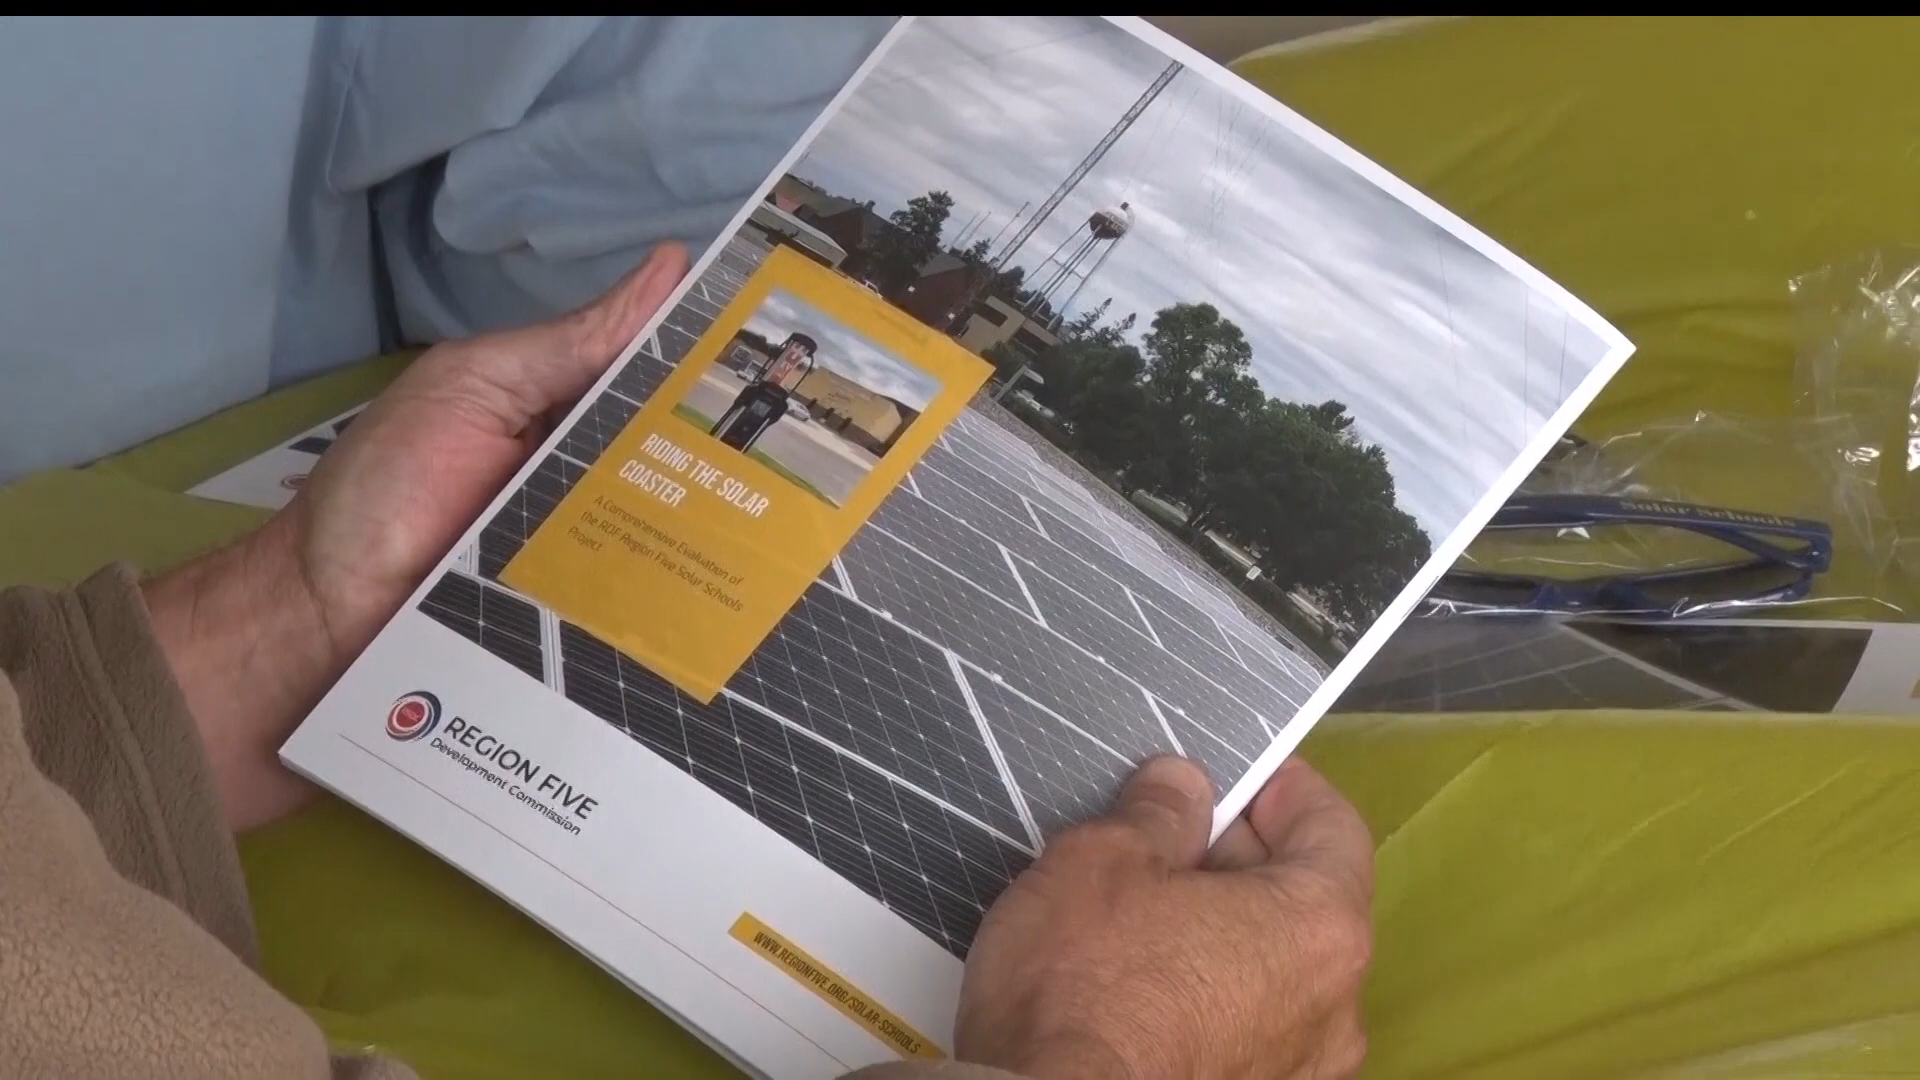 RIDING THE SOLAR
COASTER
A Comprehensive Evaluation of
the RDF Region Five Solar Schools
Project
REGION FIVE
Development Commission
WWW.REGIONFIVE.ORG/SOLAR-SCHOOLS
Solar Schools